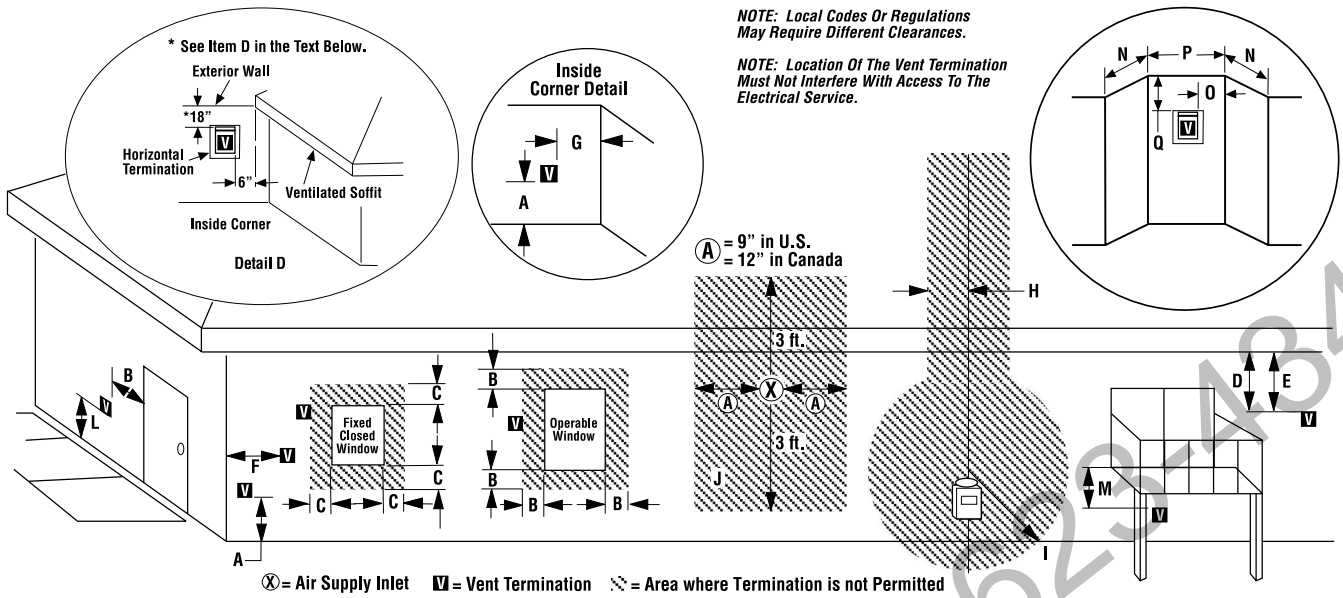 * See Item D in the Text Below.
Exterior Wall
*18"
V
Horizontal
Termination
6"
Ventilated Soffit
Inside Corner
Detail D
Inside
Corner Detail
G
V
A
NOTE: Local Codes Or Regulations
May Require Different Clearances.
NOTE: Location Of The Vent Termination
Must Not Interfere With Access To The
Electrical Service.
N P N
O
Q
V
A = 9" in U.S.
= 12" in Canada
H
3 ft.
A X A
3 ft.
J
I
B
V
L
F V
V
A
C
V
Fixed
Closed
Window
C
C C
B
V
Operable
Window
B
B B
D E
V
M
V
X = Air Supply Inlet V = Vent Termination = Area where Termination is not Permitted